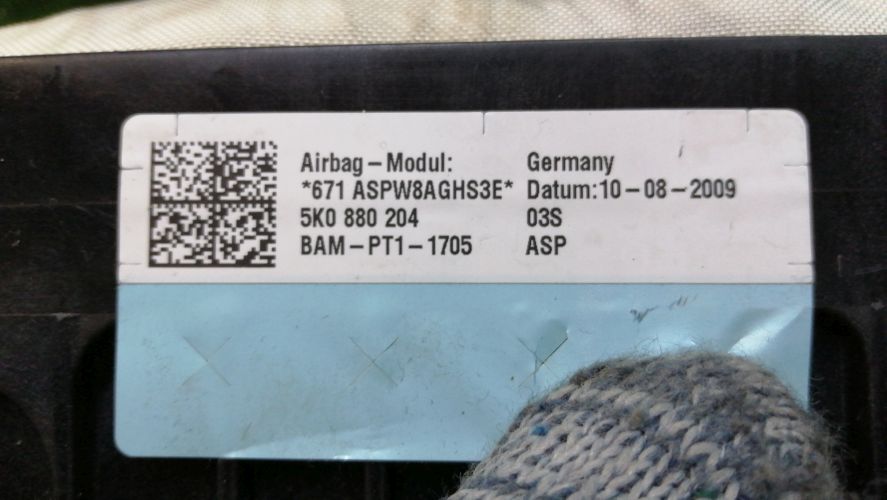 Airbag-Modul: Germany
*671 ASPW8AGHS3E* Datum:10-08-2009
5K0 880 204 03S
BAM-PT1-1705 ASP